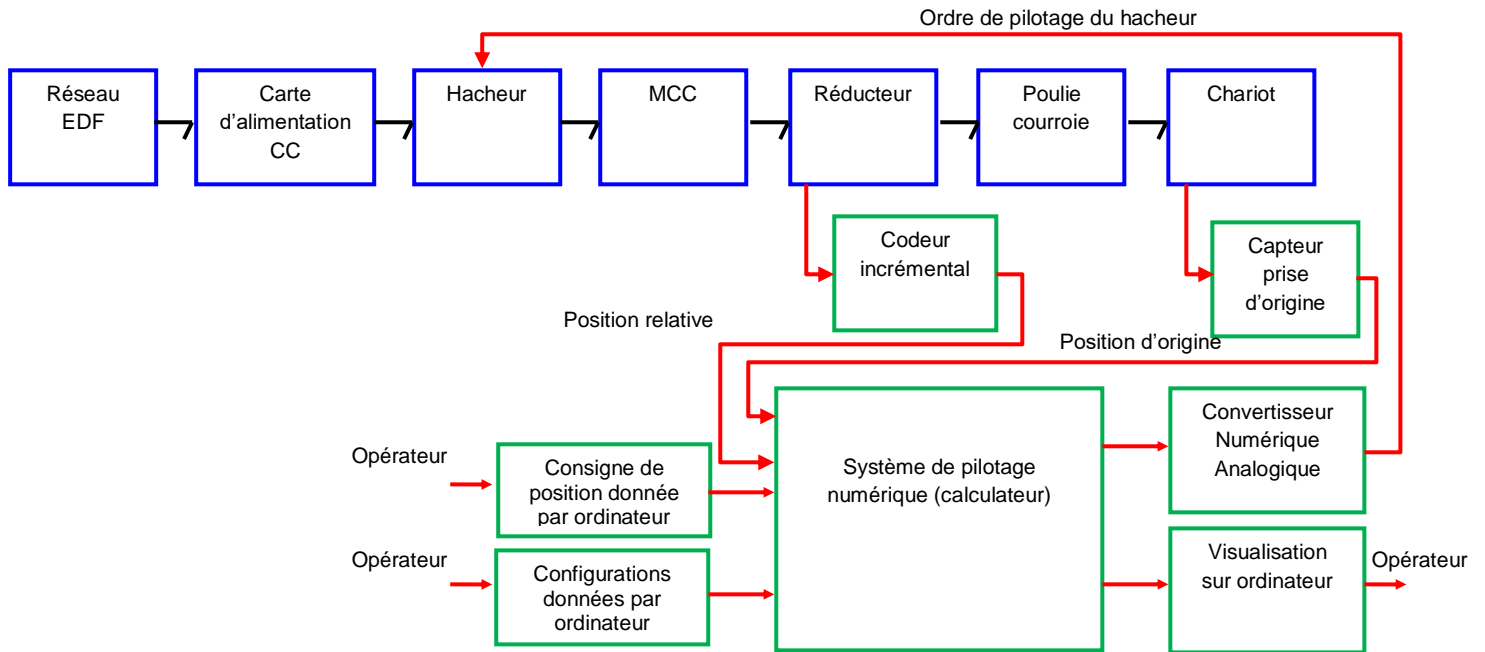 Ordre de pilotage du hacheur
Réseau
EDF
Carte
d'alimentation
CC
Hacheur
MCC
Réducteur
Poulie
courroie
Chariot
Codeur
incrémental
Capteur
prise
d'origine
Position relative
Position d'origine
Opérateur
Consigne de
position donnée
par ordinateur
Système de pilotage
numérique (calculateur)
Convertisseur
Numérique
Analogique
Opérateur
Configurations
données par
ordinateur
Visualisation
sur ordinateur
Opérateur